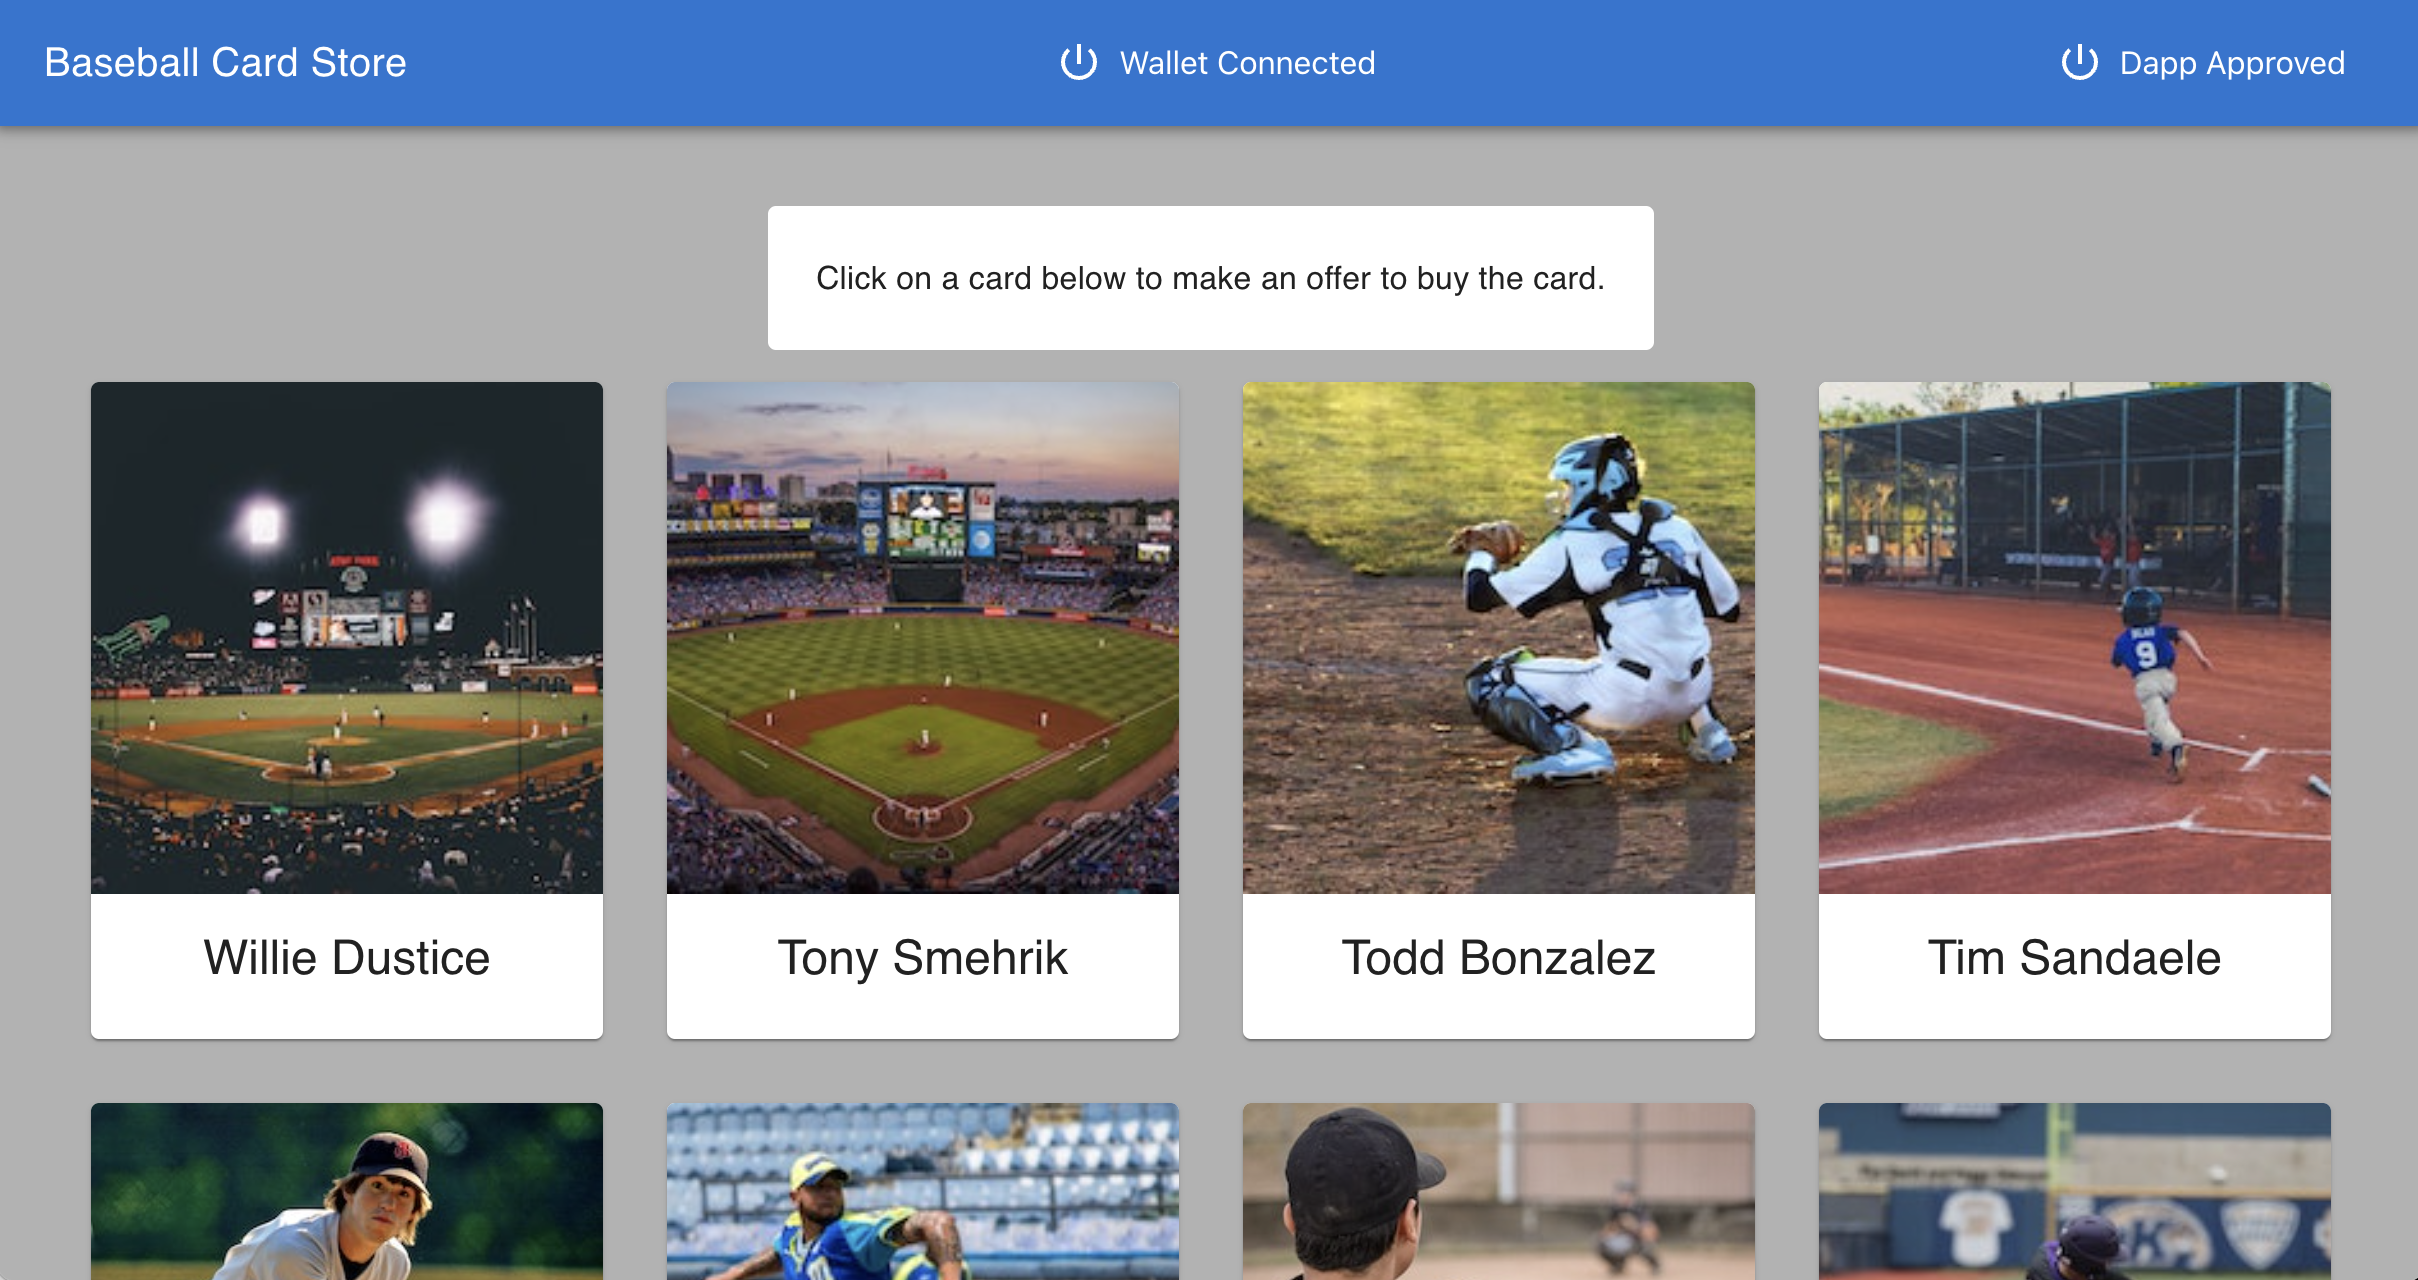 Baseball Card Store
Wallet Connected
Dapp Approved
Click on a card below to make an offer to buy the card.
9
Willie Dustice
Tony Smehrik
Todd Bonzalez
Tim Sandaele